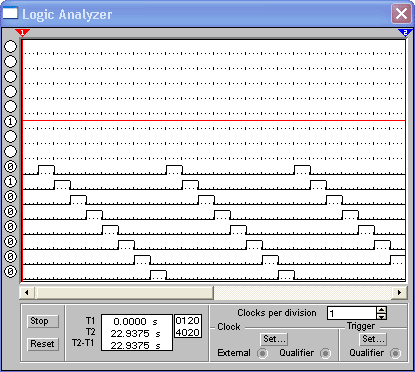 Logic Analyzer
1
2
1
0
1
0
0
0
0
0
0
Stop
Reset
T1 0.0000 s 0120
T2 22.9375 s 4020
T2-T1 22.9375 s
Clocks per division 1
Clock
Set...
External Qualifier
Trigger
Set...
Qualifier